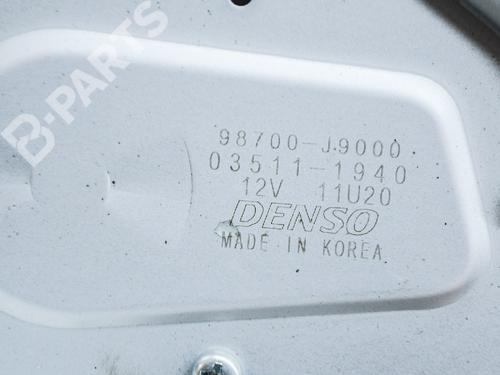 B-PARTS
98700-J9000
03511-1940
12V 11U20
DENSO
MADE IN KOREA